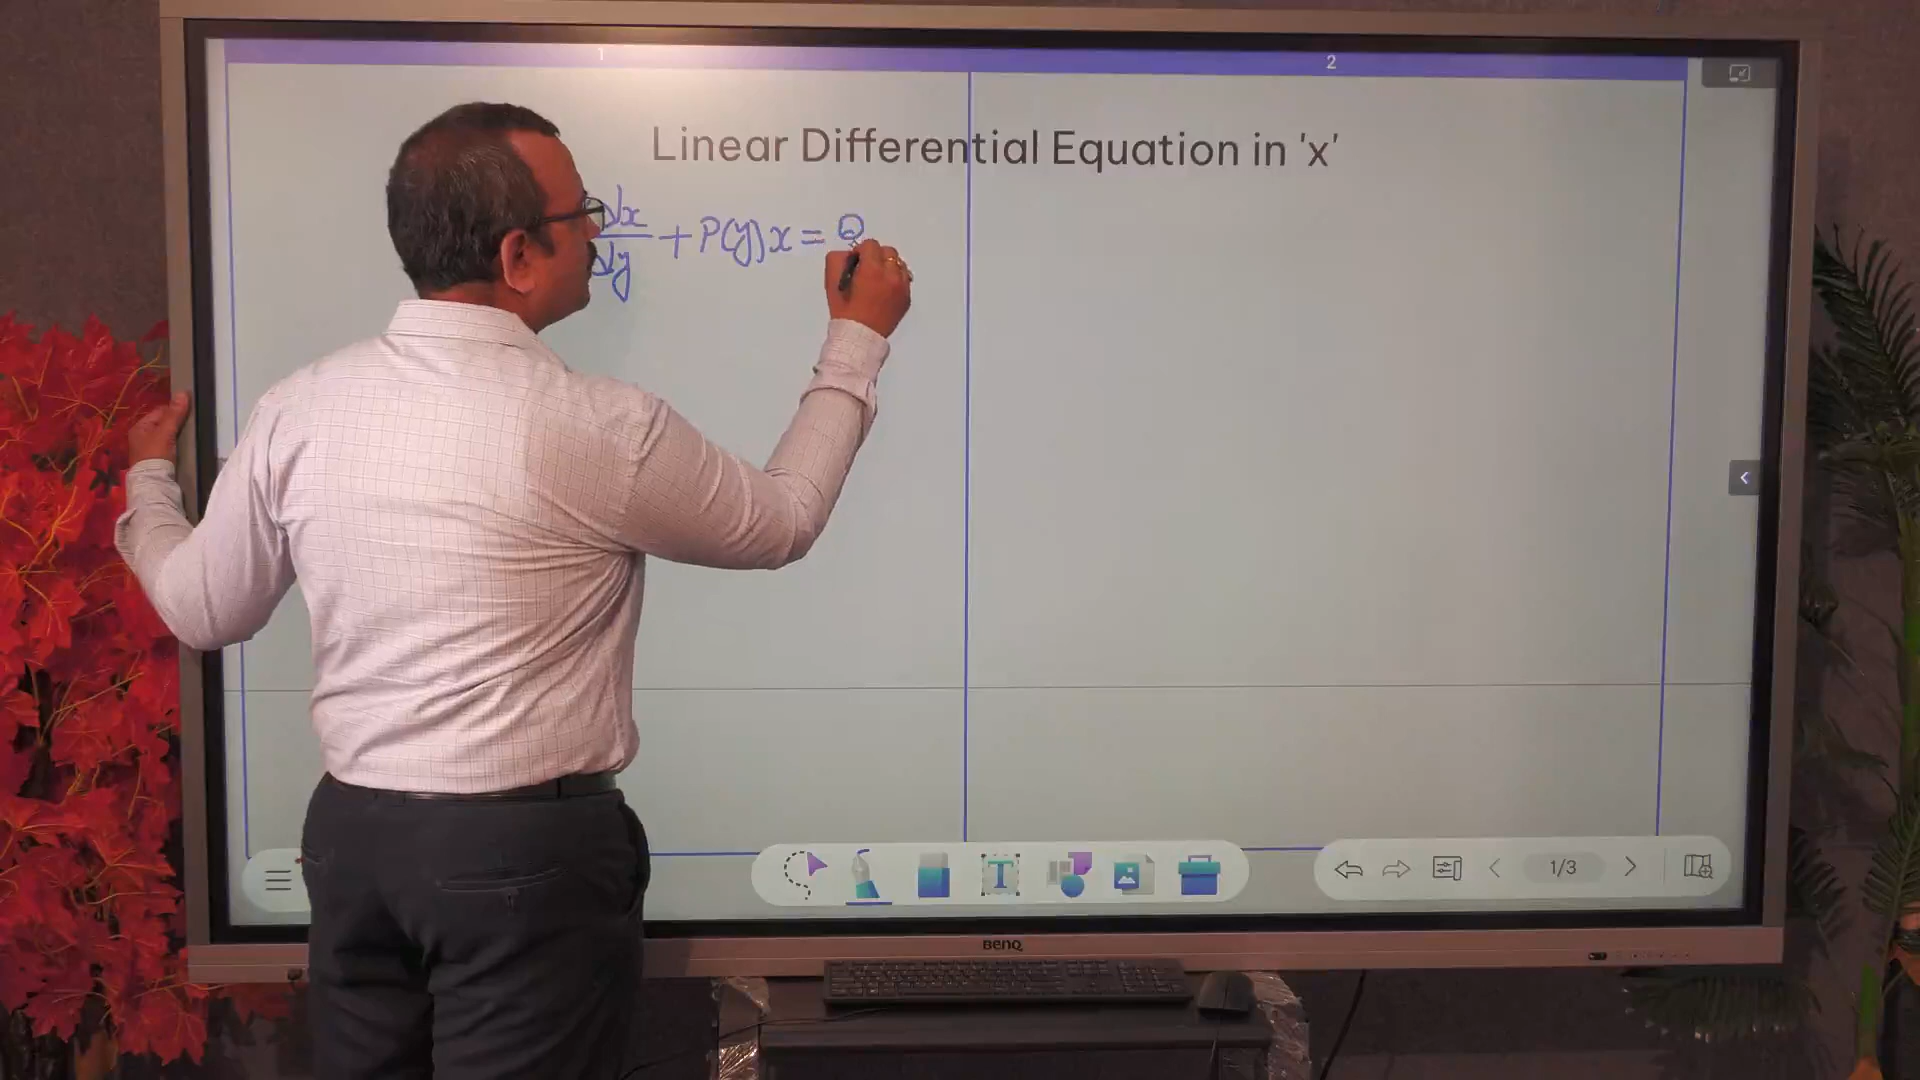 1
2
Linear Differential Equation in 'x'
dx/dy + P(y)x = Q
T
1/3
BenQ